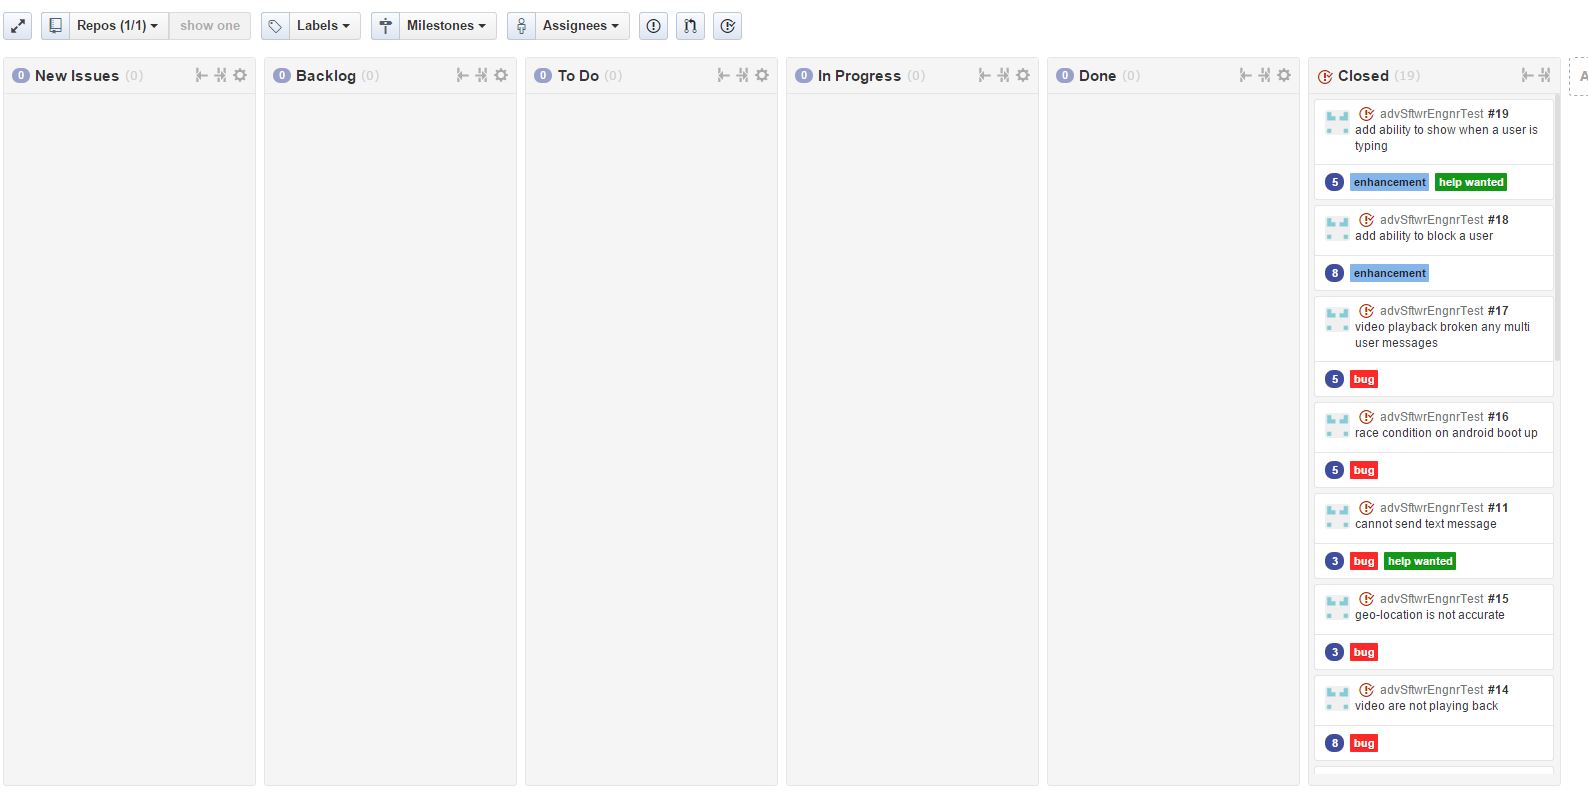 Repos (1/1) show one Labels Milestones Assignees
0 New Issues (0)
0 Backlog (0)
0 To Do (0)
0 In Progress (0)
0 Done (0)
Closed (19)
A
advSftwrEngnrTest #19
add ability to show when a user is
typing
5 enhancement help wanted
advSftwrEngnrTest #18
add ability to block a user
8 enhancement
advSftwrEngnrTest #17
video playback broken any multi
user messages
5 bug
advSftwrEngnrTest #16
race condition on android boot up
5 bug
advSftwrEngnrTest #11
cannot send text message
3 bug help wanted
advSftwrEngnrTest #15
geo-location is not accurate
3 bug
advSftwrEngnrTest #14
video are not playing back
8 bug